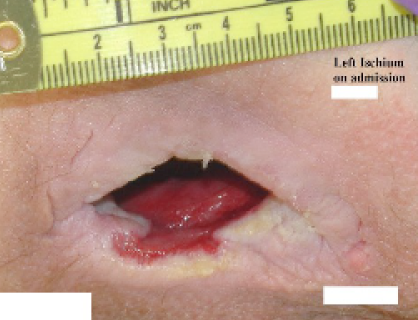 INCH
2 3 cm 4 5 6
Left Ischium
on admission